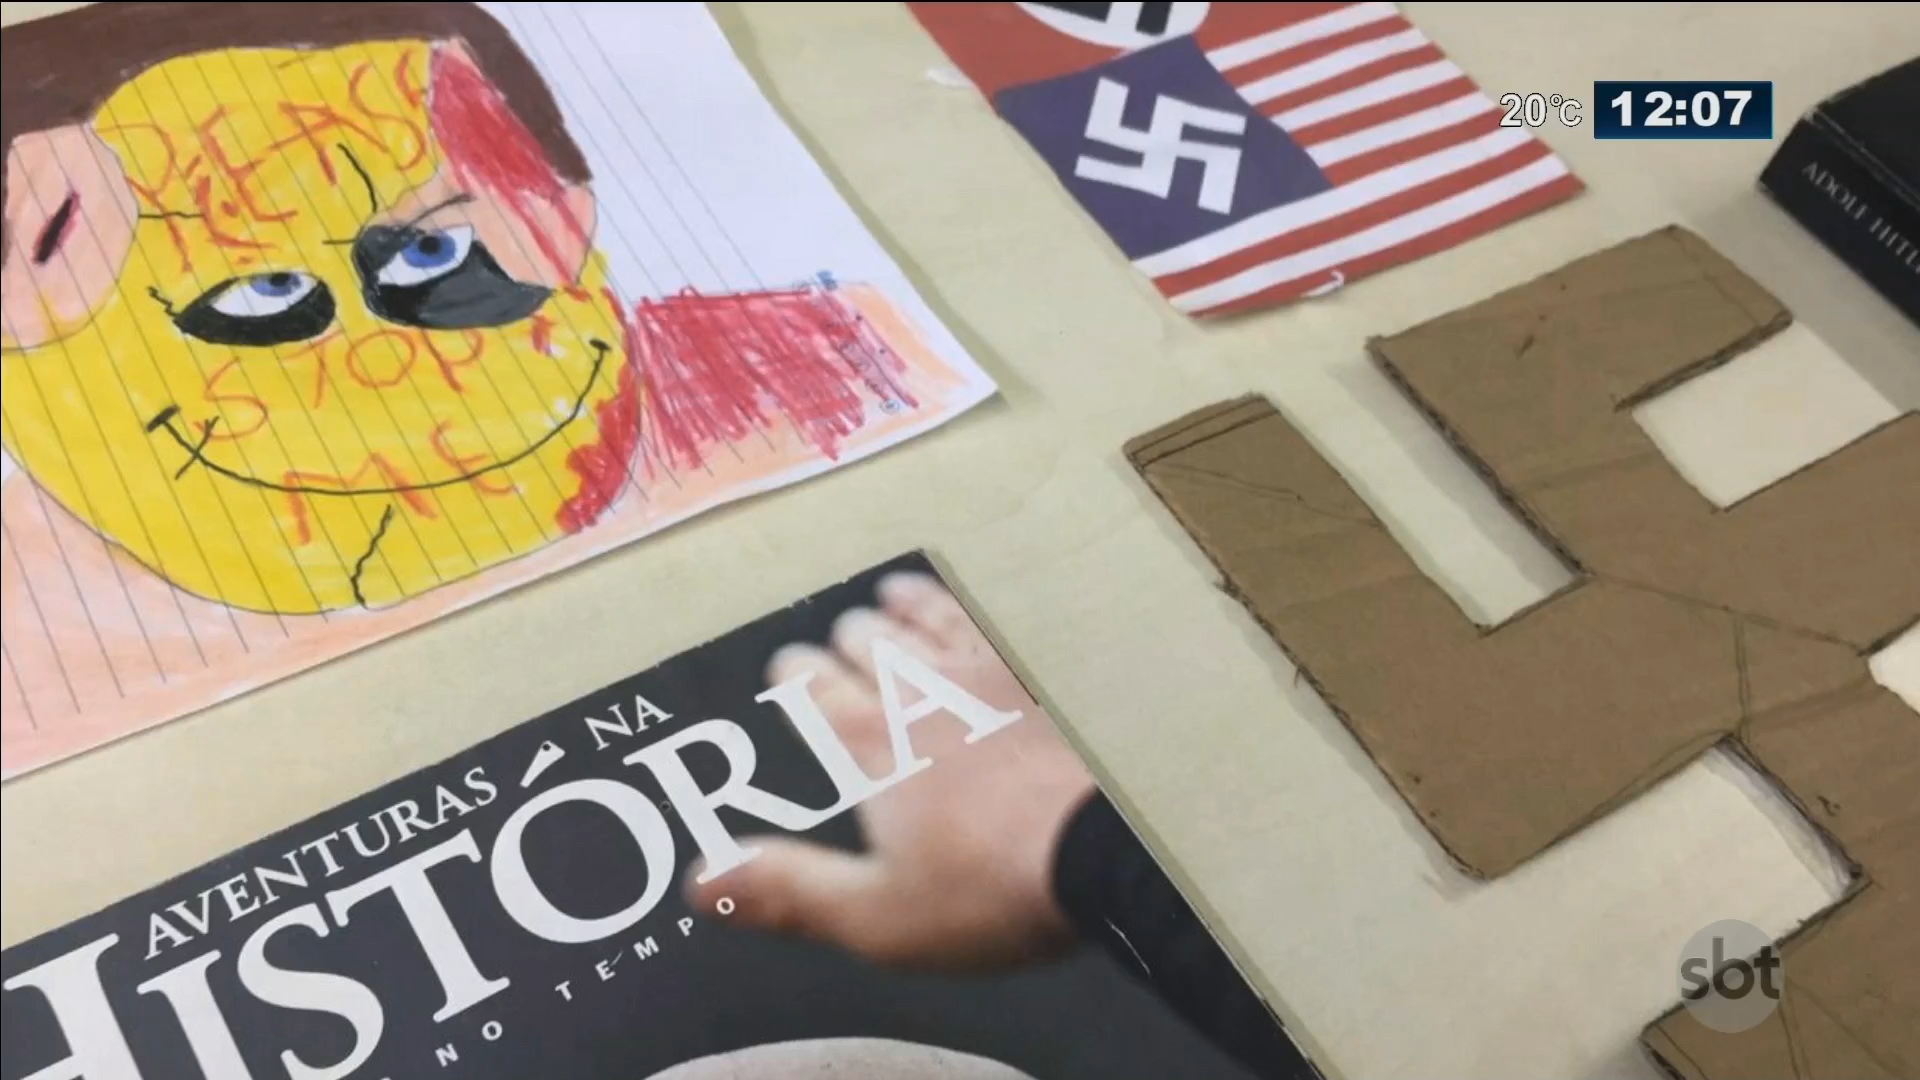 PLEASE
STOP
ME
20°C 12:07
ADOLF HITL
AVENTURAS NA
HISTÓRIA
NO TEMPO
sbt